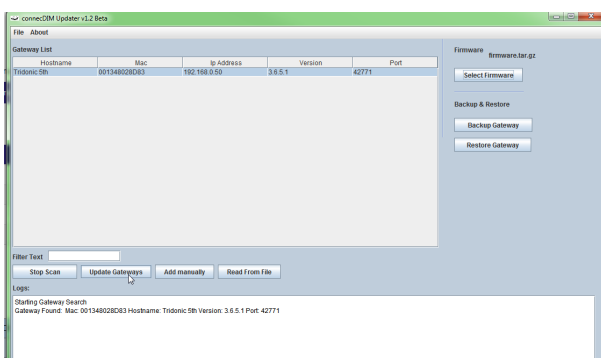 connecDIM Updater v1.2 Beta
File About
Gateway List
Hostname Mac Ip Address Version Port
Tridonic 5th 001348028D83 192.168.0.50 3.6.5.1 42771
Firmware firmware.tar.gz
Select Firmware
Backup & Restore
Backup Gateway
Restore Gateway
Filter Text
Stop Scan Update Gateways Add manually Read From File
Logs:
Starting Gateway Search
Gateway Found: Mac: 001348028D83 Hostname: Tridonic 5th Version: 3.6.5.1 Port: 42771